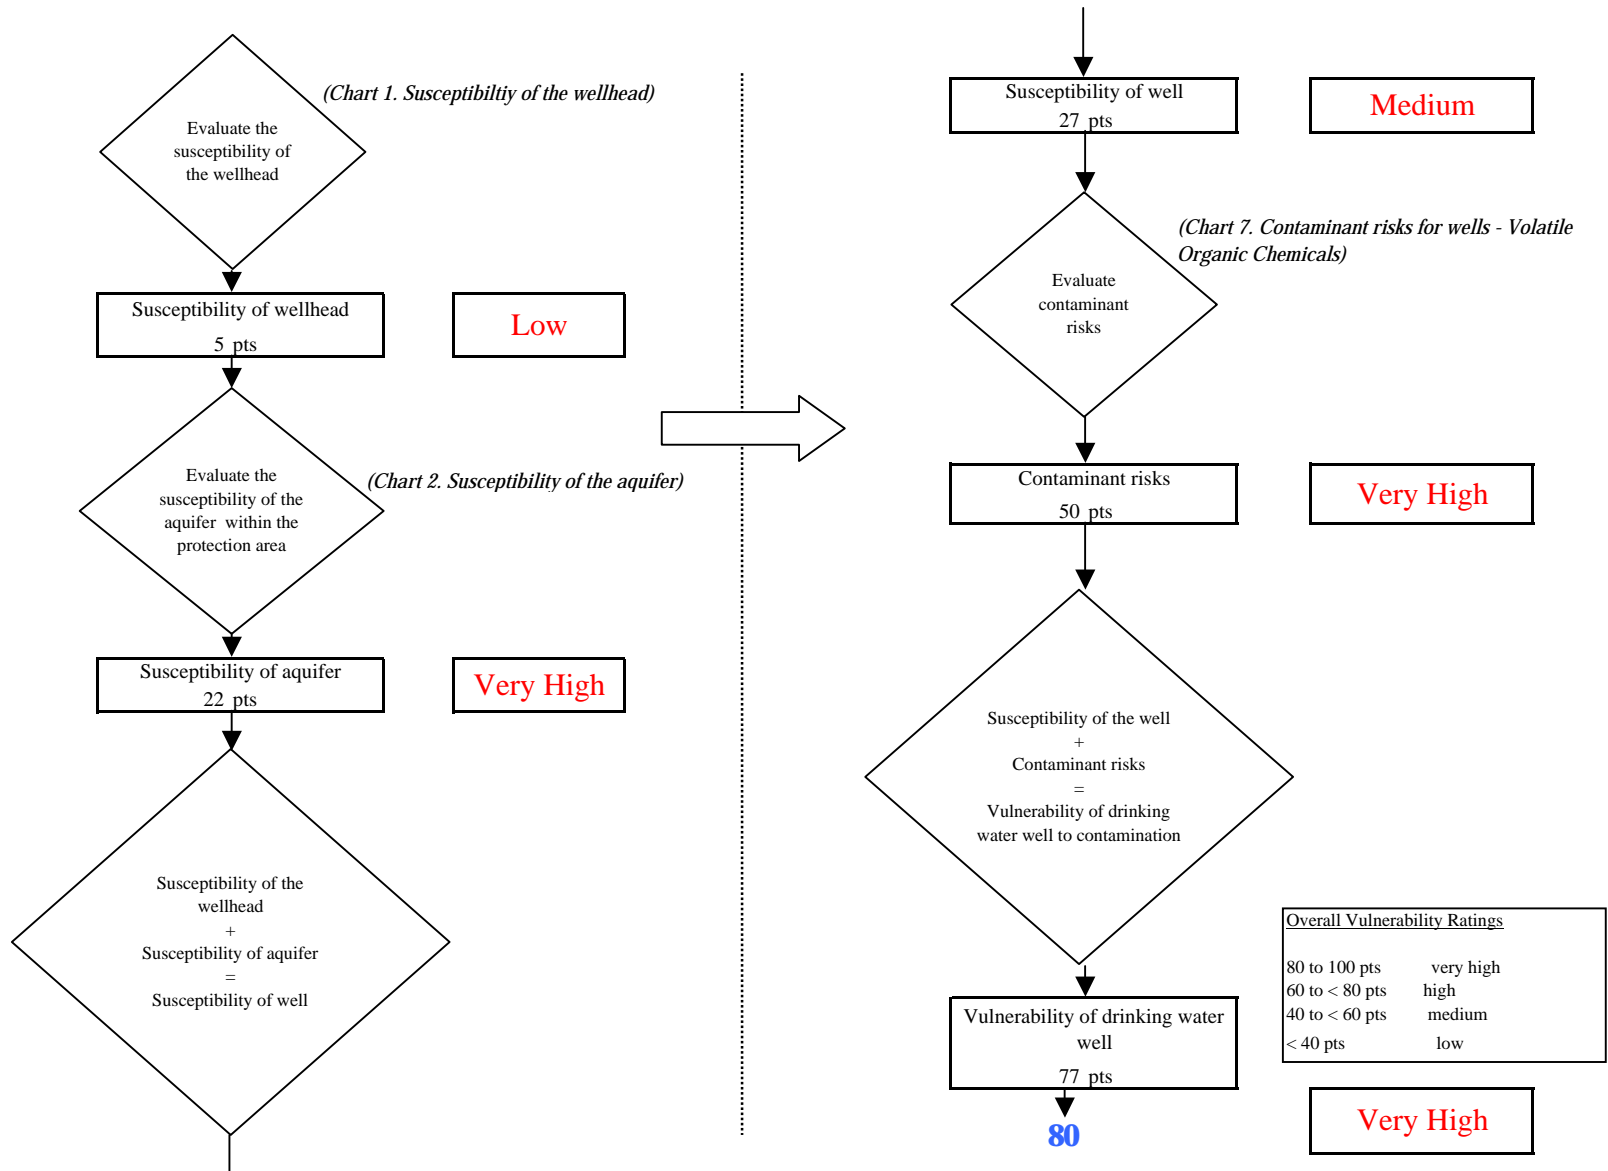 (Chart 1. Susceptibiltiy of the wellhead)
Evaluate the
susceptibility of
the wellhead
Susceptibility of wellhead
5 pts
Low
Evaluate the
susceptibility of the
aquifer within the
protection area
(Chart 2. Susceptibility of the aquifer)
Susceptibility of aquifer
22 pts
Very High
Susceptibility of the
wellhead
+
Susceptibility of aquifer
=
Susceptibility of well
Susceptibility of well
27 pts
Medium
(Chart 7. Contaminant risks for wells - Volatile
Organic Chemicals)
Evaluate
contaminant
risks
Contaminant risks
50 pts
Very High
Susceptibility of the well
+
Contaminant risks
=
Vulnerability of drinking
water well to contamination
Overall Vulnerability Ratings
80 to 100 pts very high
60 to < 80 pts high
40 to < 60 pts medium
< 40 pts low
Vulnerability of drinking water
well
77 pts
80
Very High